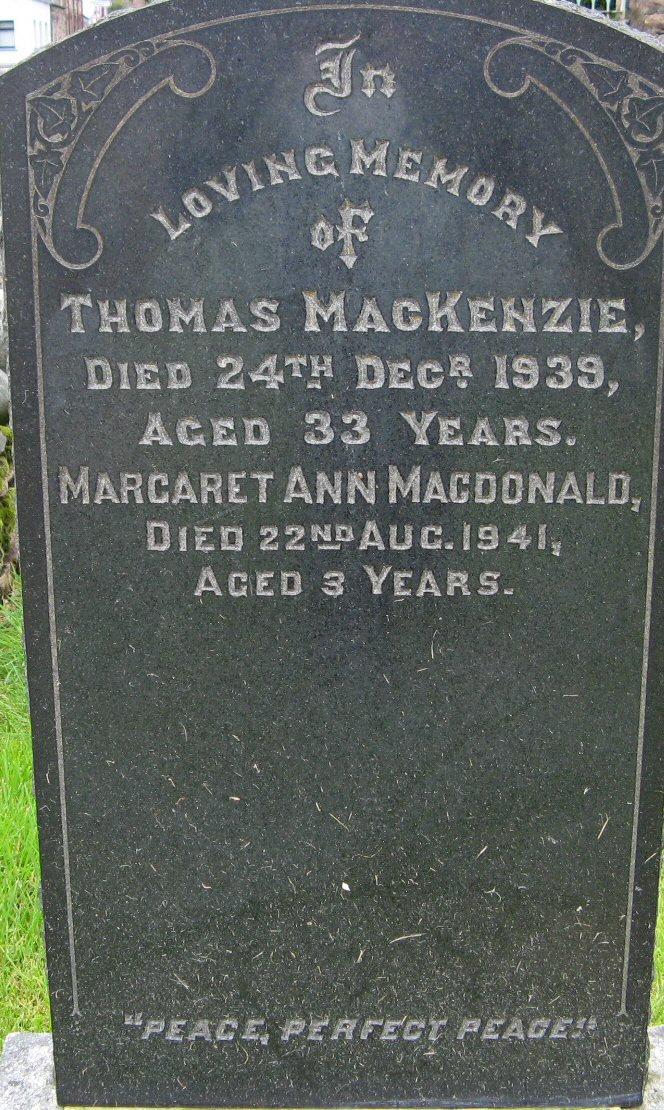 In
LOVING MEMORY
OF
THOMAS MACKENZIE,
DIED 24TH DECR. 1939,
AGED 33 YEARS.
MARGARET ANN MACDONALD,
DIED 22ND AUG. 1941,
AGED 3 YEARS.
"PEACE, PERFECT PEACE."